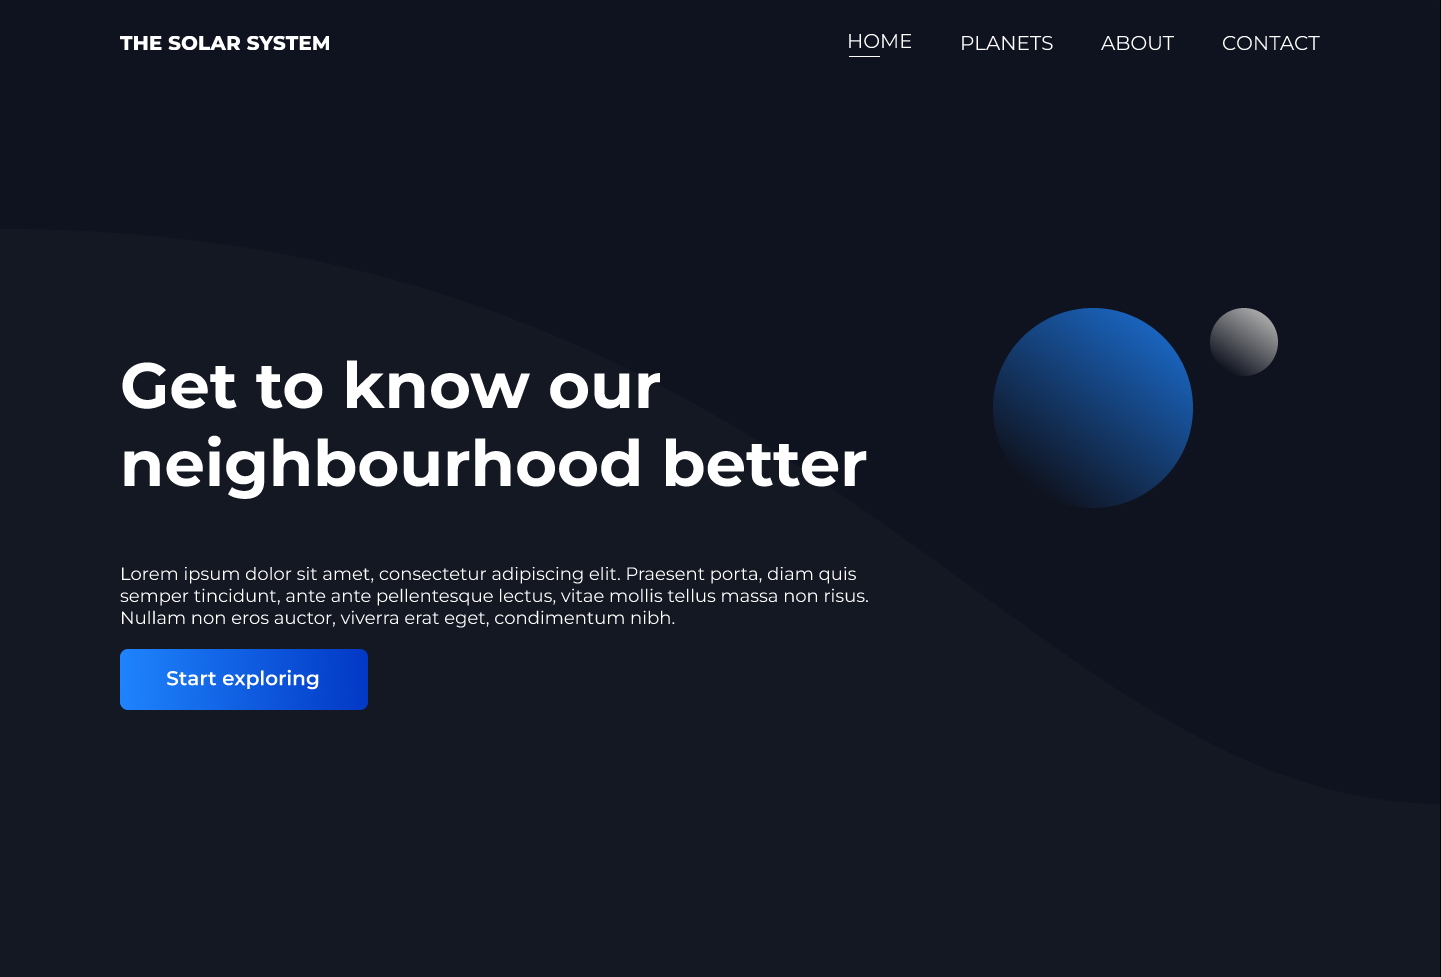 THE SOLAR SYSTEM
HOME PLANETS ABOUT CONTACT
Get to know our
neighbourhood better
Lorem ipsum dolor sit amet, consectetur adipiscing elit. Praesent porta, diam quis
semper tincidunt, ante ante pellentesque lectus, vitae mollis tellus massa non risus.
Nullam non eros auctor, viverra erat eget, condimentum nibh.
Start exploring